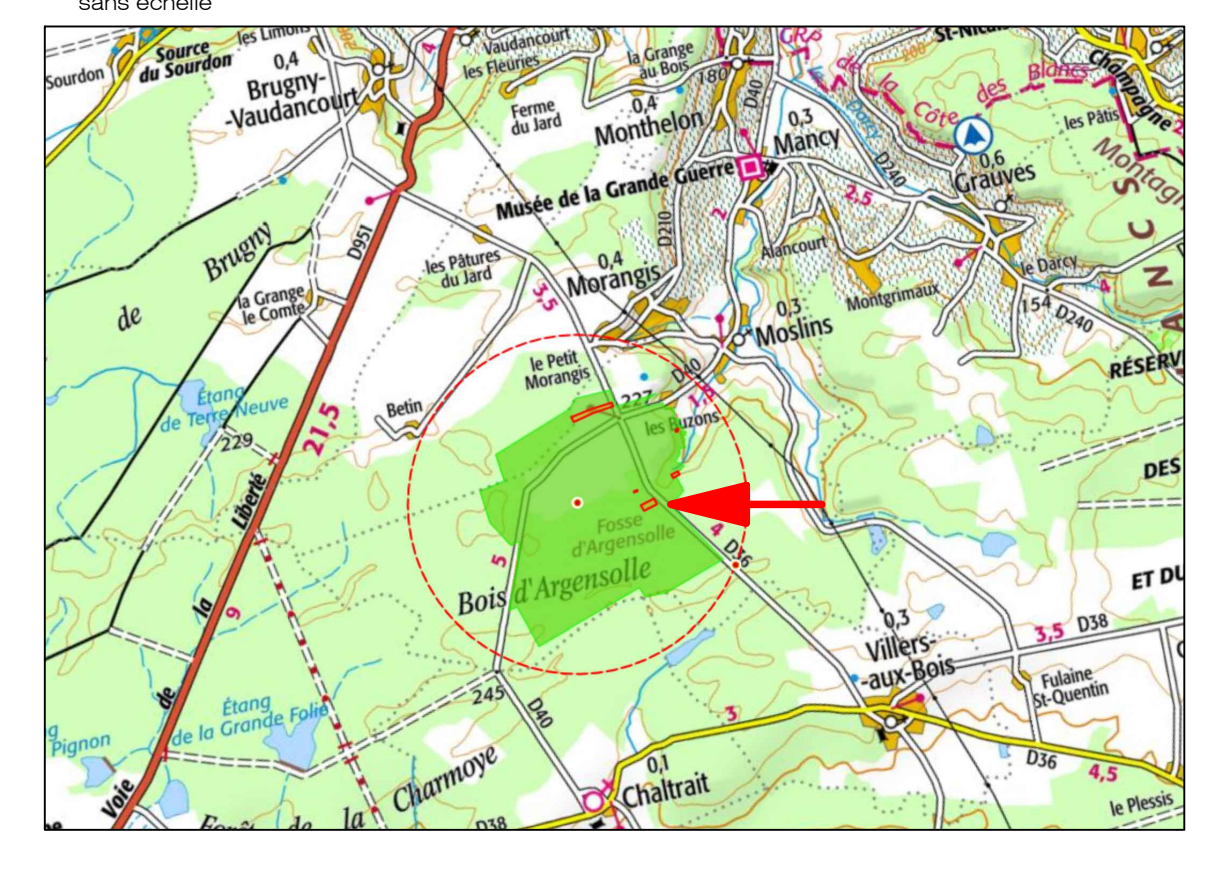 sans échelle
les Limons
Source
du Sourdon
Sourdon
0,4
Brugny-
-Vaudancourt
200
4
Vaudancourt
les Fleuries
la Grange
au Bois
180
D40
Ferme
du Jard
0,4
Monthelon
GRP
de la Côte des Blancs
Darcy
200
Champagne
les Pâtis
0,3
Mancy
D240
0,6
Grauves
Musée de la Grande Guerre
2
2,5
D210
D951
Brugny
de
les Pâtures
du Jard
3,5
0,4
Morangis
Alancourt
Montgrimaux
le Darcy
154
D240
4
la Grange
le Comte
0,3
Moslins
le Petit
Morangis
D40
1,5
227
les Buzons
Étang
de Terre Neuve
229
21,5
Betin
DES
Liberté
la
de
Voie
9
5
Fosse
d'Argensolle
4
D36
Bois d'Argensolle
ET DU
0,3
Villers-
-aux-Bois
3,5
D38
Fulaine
St-Quentin
245
D40
Étang
de la Grande Folie
Pignon
3
D36
4,5
0,1
Chaltrait
Forêt de la Charmoye
D38
le Plessis